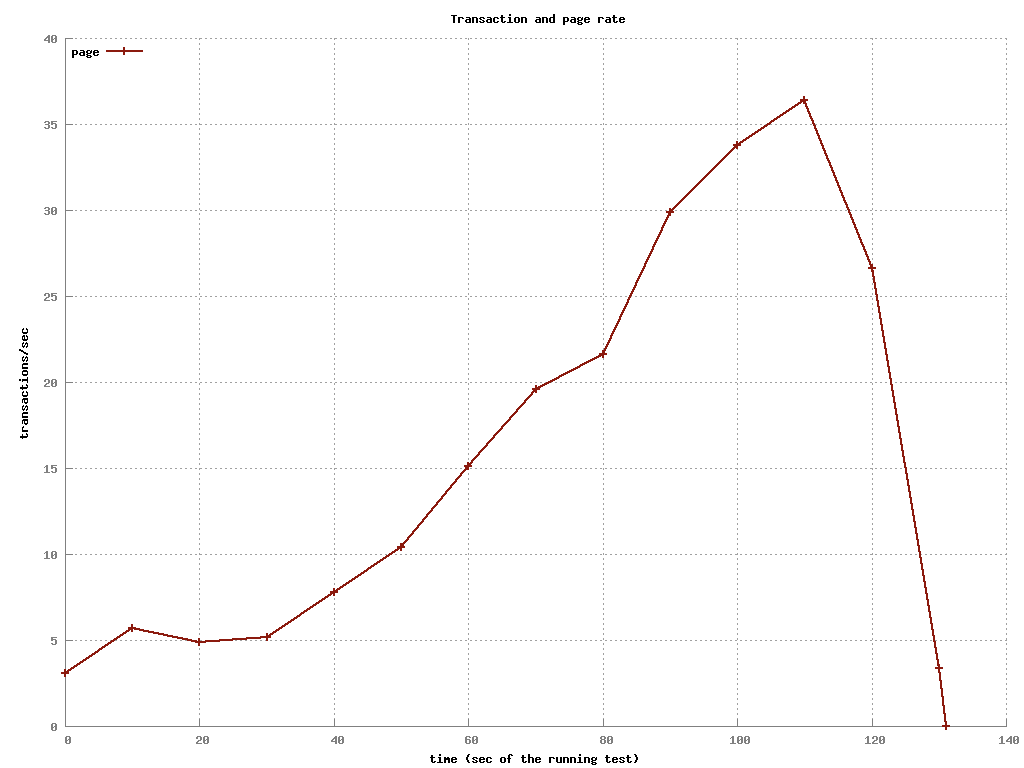 Transaction and page rate
page
40
35
30
25
20
15
10
5
0
transactions/sec
0 20 40 60 80 100 120 140
time (sec of the running test)